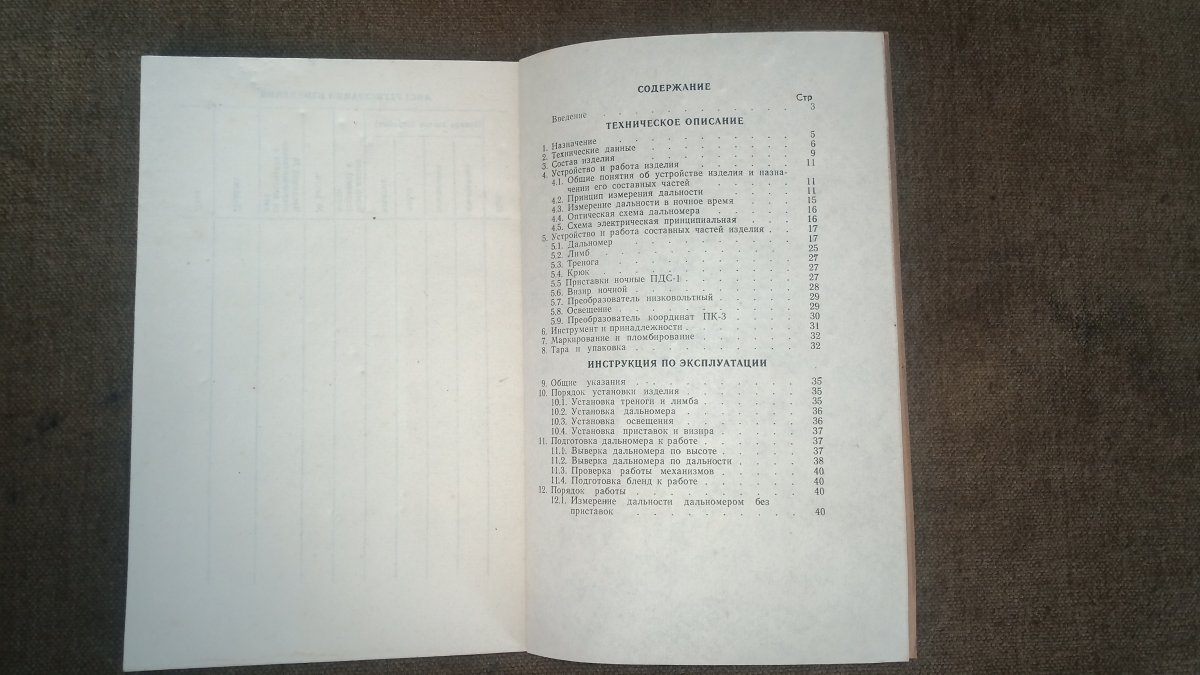 СОДЕРЖАНИЕ
Стр
Введение . . . . . . . . . . . 3
ТЕХНИЧЕСКОЕ ОПИСАНИЕ
1. Назначение . . . . . . . . . . 5
2. Технические данные . . . . . . . . 6
3. Состав изделия . . . . . . . . . 9
4. Устройство и работа изделия . . . . . . 11
4.1. Общие понятия об устройстве изделия и назна-
чении его составных частей . . . . . 11
4.2. Принцип измерения дальности . . . . . 11
4.3. Измерение дальности в ночное время . . . 15
4.4. Оптическая схема дальномера . . . . . 16
4.5. Схема электрическая принципиальная . . . 16
5. Устройство и работа составных частей изделия . . 17
5.1. Дальномер . . . . . . . . . 17
5.2. Лимб . . . . . . . . . . 25
5.3. Тренога . . . . . . . . . . 27
5.4. Крюк . . . . . . . . . . 27
5.5 Приставки ночные ПДС-1 . . . . . . 27
5.6. Визир ночной . . . . . . . . 28
5.7. Преобразователь низковольтный . . . . 29
5.8. Освещение . . . . . . . . . 29
5.9. Преобразователь координат ПК-3 . . . . 30
6. Инструмент и принадлежности . . . . . . 31
7. Маркирование и пломбирование . . . . . 32
8. Тара и упаковка . . . . . . . . . 32
ИНСТРУКЦИЯ ПО ЭКСПЛУАТАЦИИ
9. Общие указания . . . . . . . . . 35
10. Порядок установки изделия . . . . . . 35
10.1. Установка треноги и лимба . . . . . 35
10.2. Установка дальномера . . . . . . 36
10.3. Установка освещения . . . . . . 36
10.4. Установка приставок и визира . . . . 37
11. Подготовка дальномера к работе . . . . . 37
11.1. Выверка дальномера по высоте . . . . 37
11.2. Выверка дальномера по дальности . . . 38
11.3. Проверка работы механизмов . . . . 40
11.4. Подготовка бленд к работе . . . . . 40
12. Порядок работы . . . . . . . . . 40
12.1. Измерение дальности дальномером без
приставок . . . . . . . . . 40